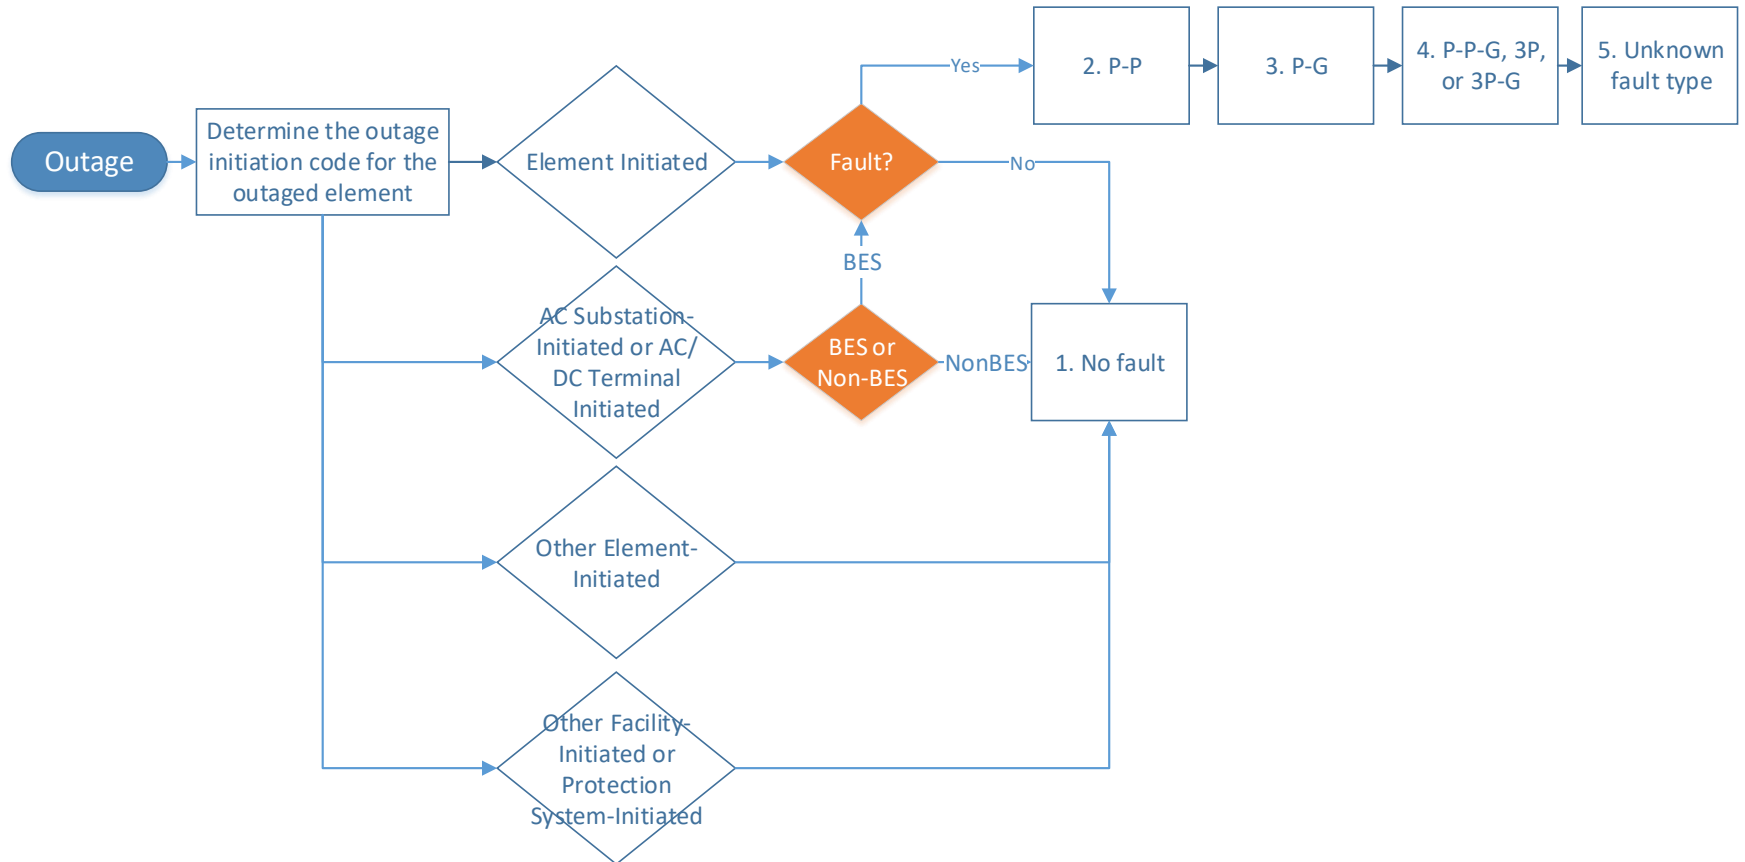 Outage
Determine the outage
initiation code for the
outaged element
Element Initiated
Fault?
Yes
2. P-P
3. P-G
4. P-P-G, 3P,
or 3P-G
5. Unknown
fault type
No
BES
AC Substation-
Initiated or AC/
DC Terminal
Initiated
BES or
Non-BES
NonBES
1. No fault
Other Element-
Initiated
Other Facility-
Initiated or
Protection
System-Initiated